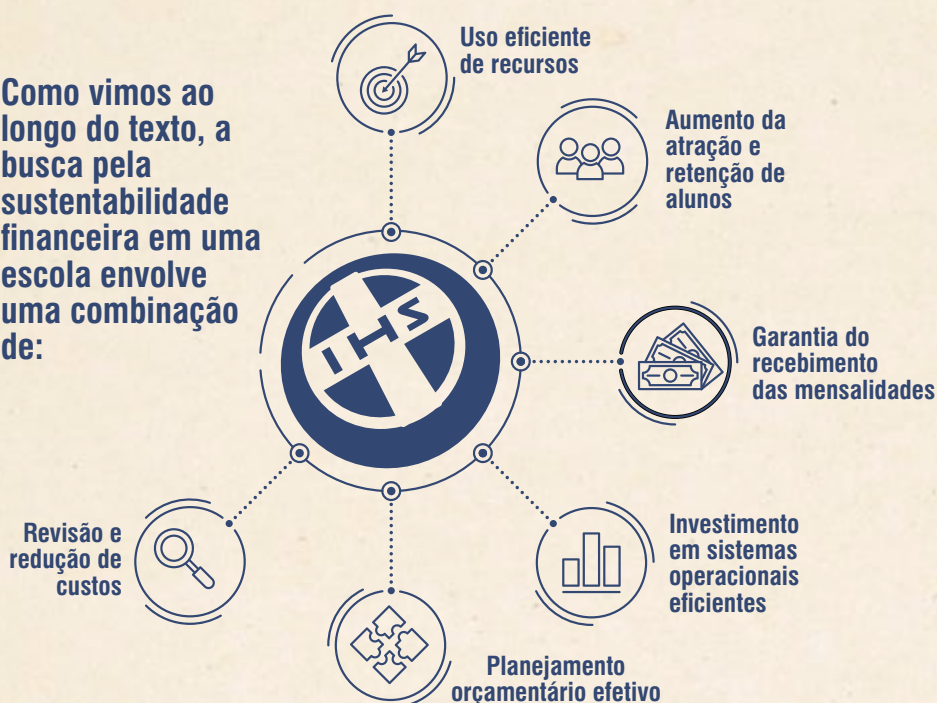 Como vimos ao
longo do texto, a
busca pela
sustentabilidade
financeira em uma
escola envolve
uma combinação
de:
Uso eficiente
de recursos
Aumento da
atração e
retenção de
alunos
IHS
Garantia do
recebimento
das mensalidades
Investimento
em sistemas
operacionais
eficientes
Planejamento
orçamentário efetivo
Revisão e
redução de
custos